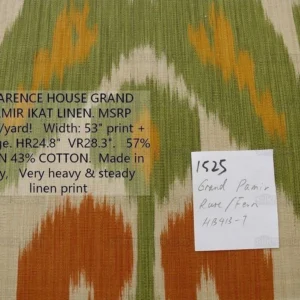 ARENCE HOUSE GRAND
MIR IKAT LINEN. MSRP
/yard! Width: 53" print +
ge. HR24.8" VR28.3". 57%
N 43% COTTON. Made in
y. Very heavy & steady
linen print
1525
Grand Pamir
Rose/Fern